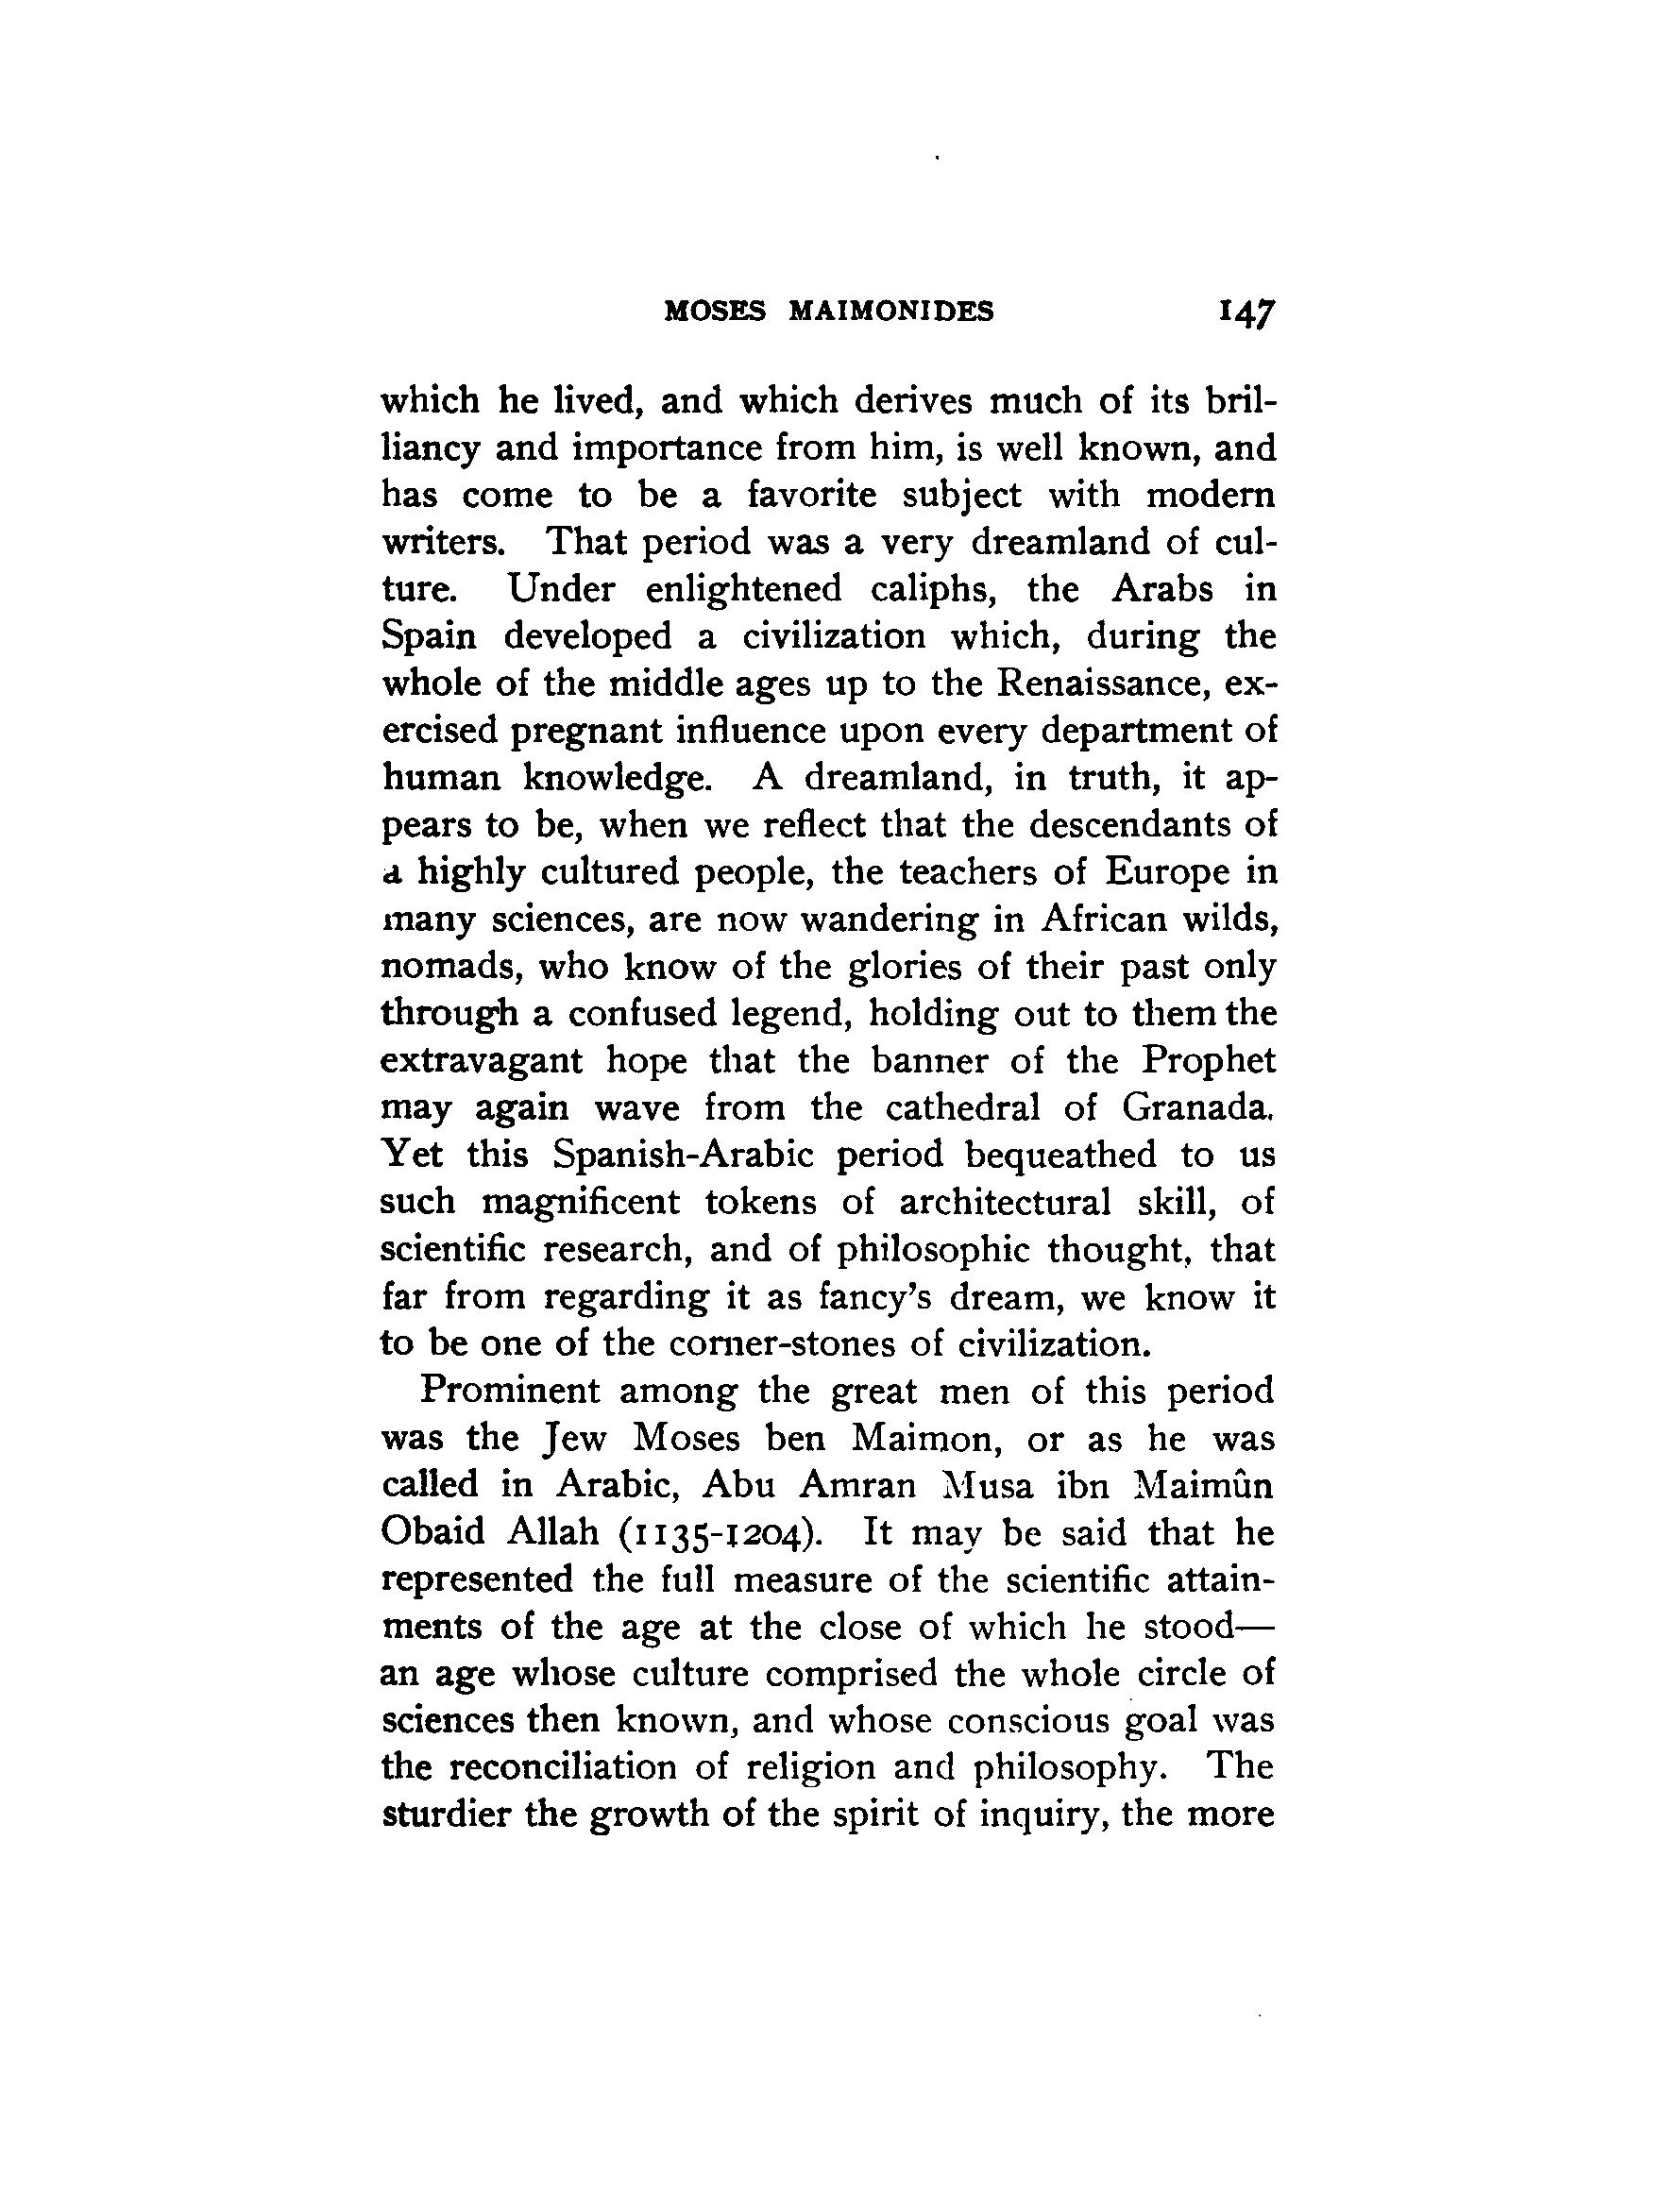 MOSES MAIMONIDES 147
which he lived, and which derives much of its bril-
liancy and importance from him, is well known, and
has come to be a favorite subject with modern
writers. That period was a very dreamland of cul-
ture. Under enlightened caliphs, the Arabs in
Spain developed a civilization which, during the
whole of the middle ages up to the Renaissance, ex-
ercised pregnant influence upon every department of
human knowledge. A dreamland, in truth, it ap-
pears to be, when we reflect that the descendants of
a highly cultured people, the teachers of Europe in
many sciences, are now wandering in African wilds,
nomads, who know of the glories of their past only
through a confused legend, holding out to them the
extravagant hope that the banner of the Prophet
may again wave from the cathedral of Granada.
Yet this Spanish-Arabic period bequeathed to us
such magnificent tokens of architectural skill, of
scientific research, and of philosophic thought, that
far from regarding it as fancy's dream, we know it
to be one of the corner-stones of civilization.
Prominent among the great men of this period
was the Jew Moses ben Maimon, or as he was
called in Arabic, Abu Amran Musa ibn Maimûn
Obaid Allah (1135-1204). It may be said that he
represented the full measure of the scientific attain-
ments of the age at the close of which he stood—
an age whose culture comprised the whole circle of
sciences then known, and whose conscious goal was
the reconciliation of religion and philosophy. The
sturdier the growth of the spirit of inquiry, the more